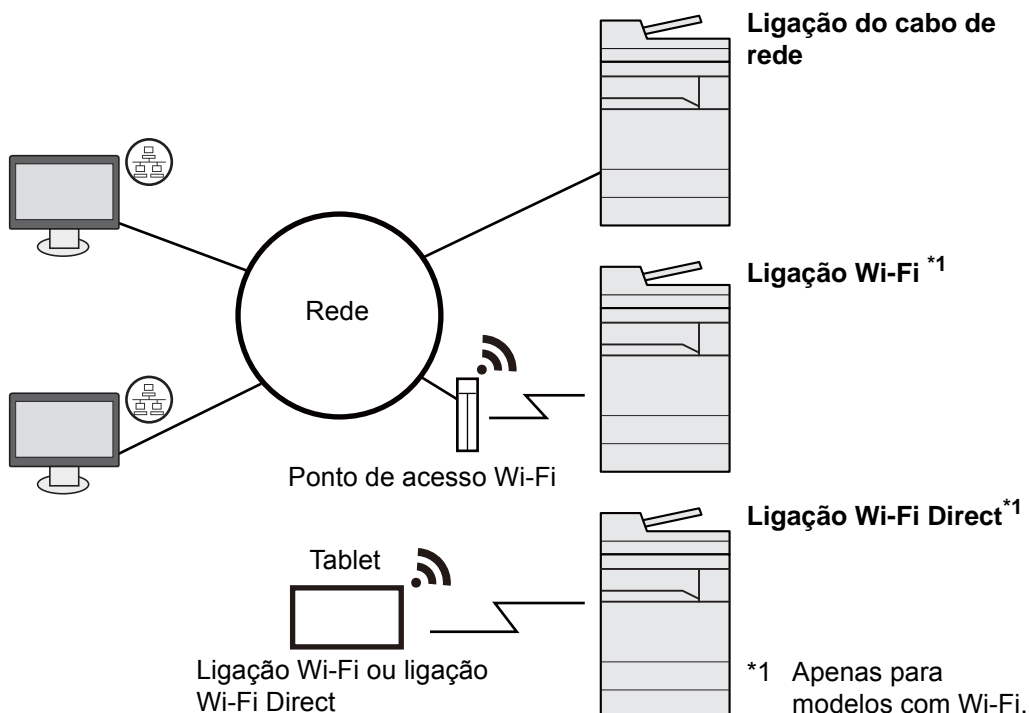 Ligação do cabo de
rede
Rede
Ligação Wi-Fi *1
Ponto de acesso Wi-Fi
Ligação Wi-Fi Direct*1
Tablet
Ligação Wi-Fi ou ligação
Wi-Fi Direct
*1 Apenas para
modelos com Wi-Fi.